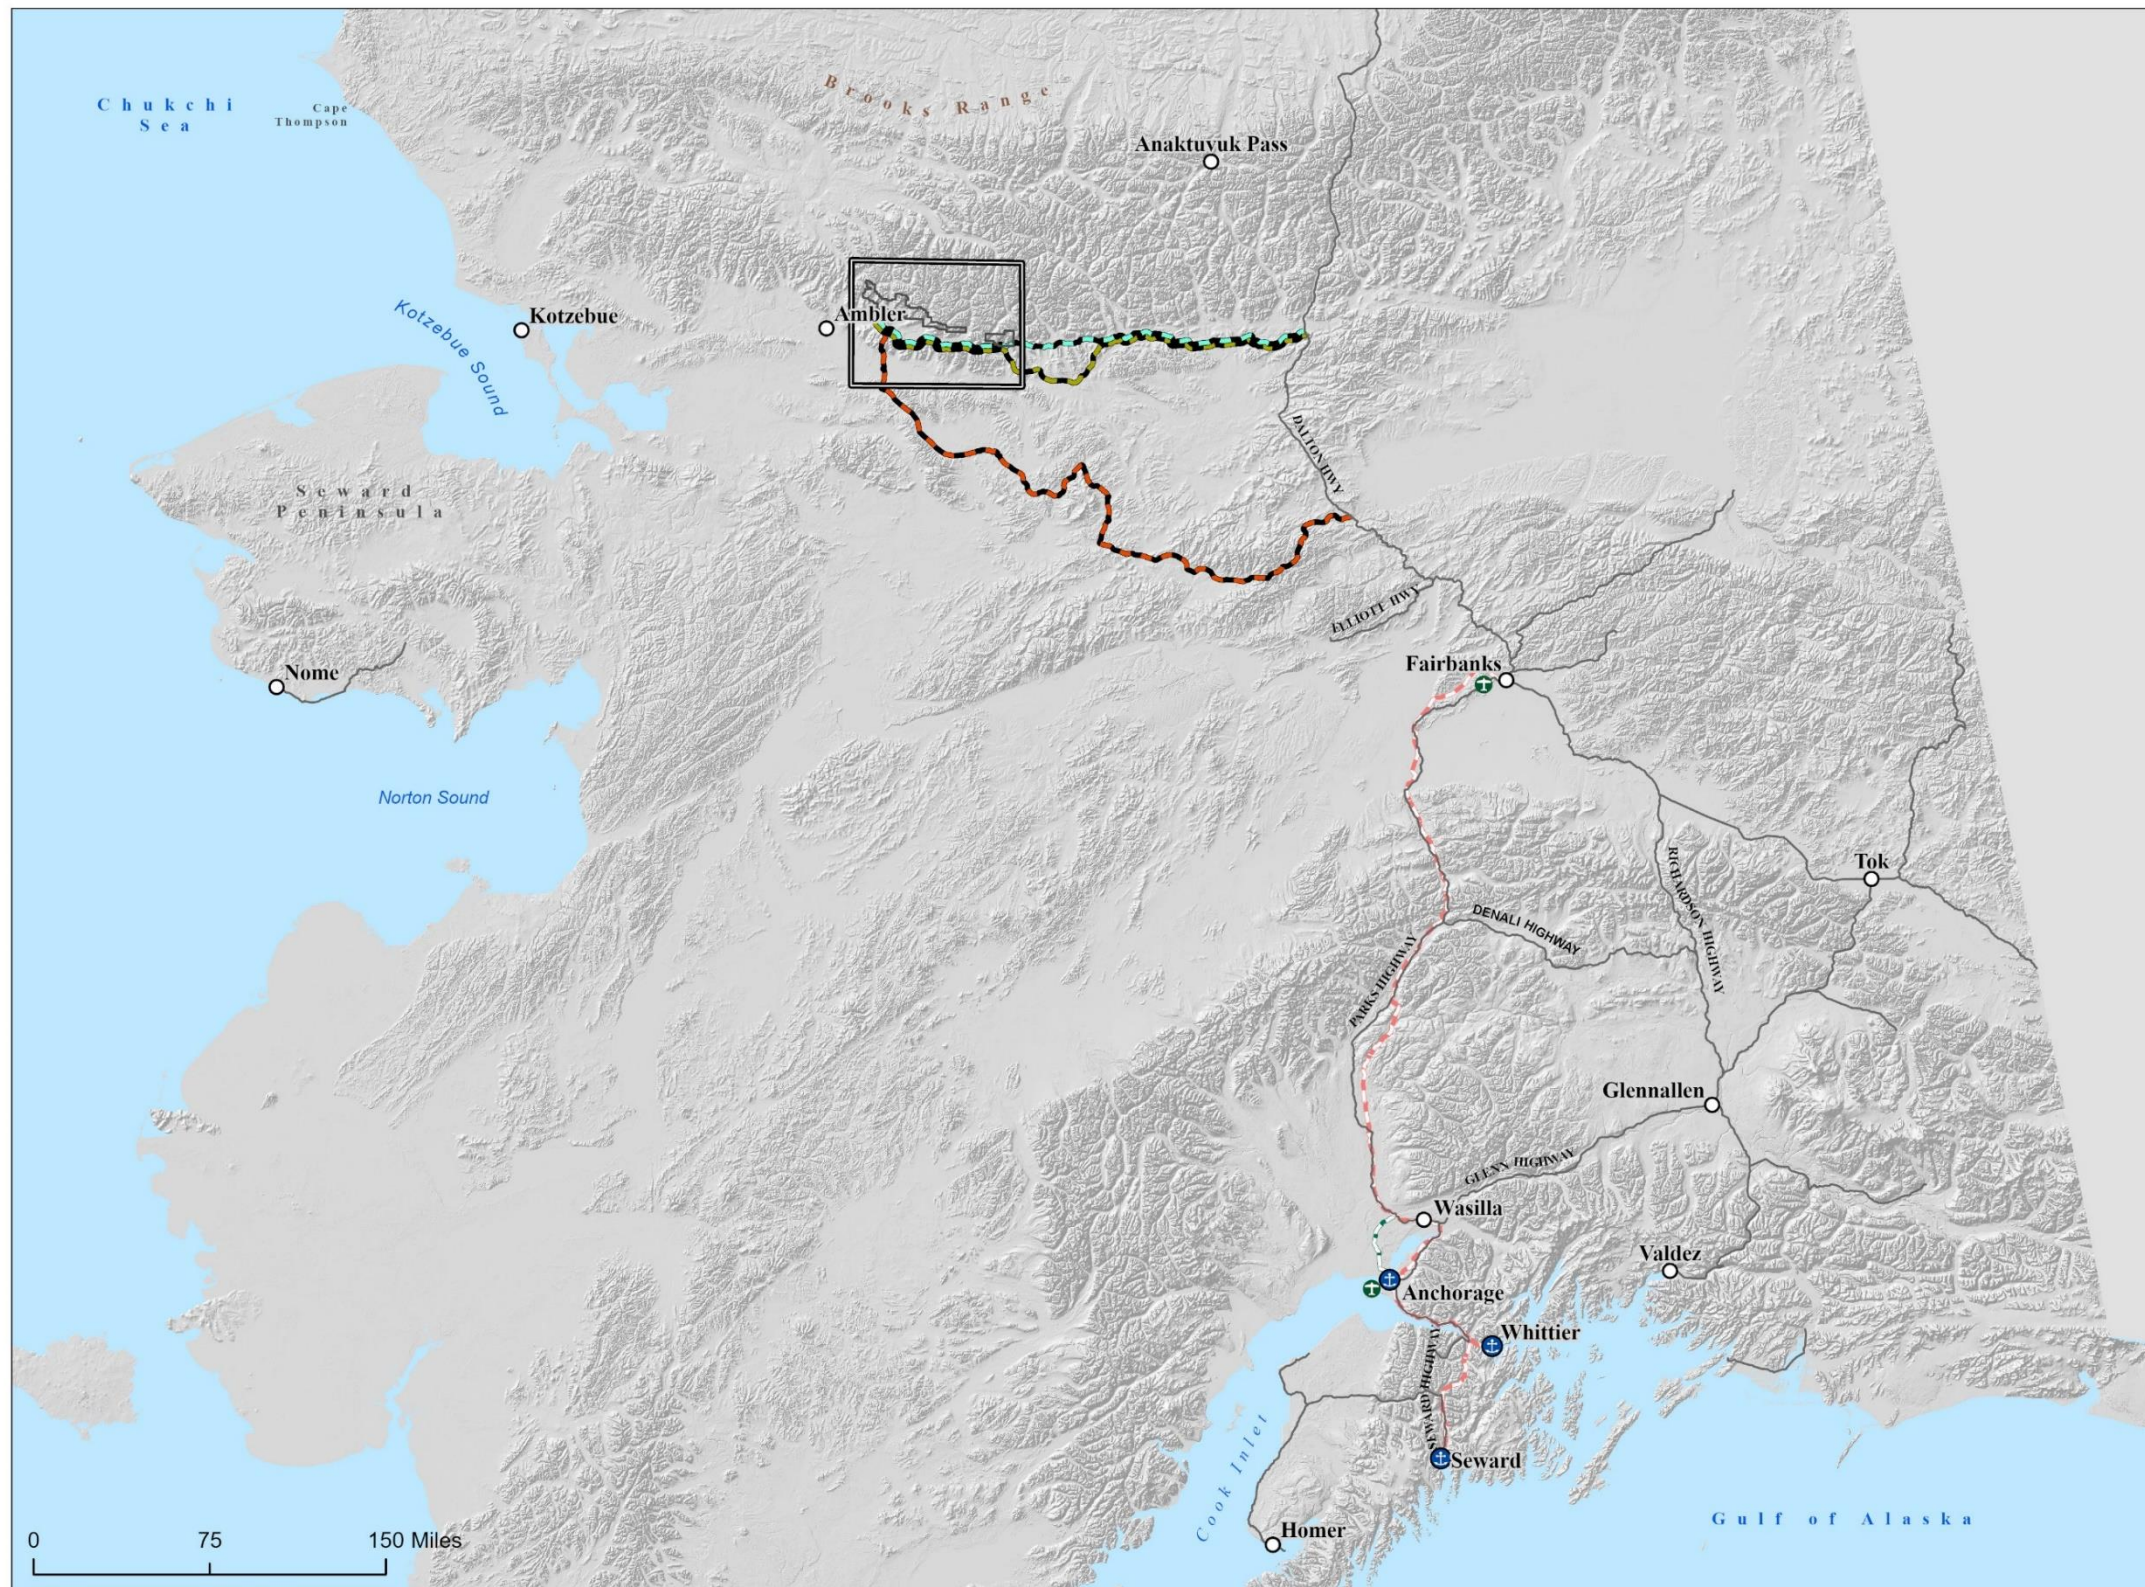 Chukchi
Sea
Cape
Thompson
Brooks Range
Anaktuvuk Pass
Kotzebue
Ambler
Kotzebue Sound
DALTON HWY
Seward
Peninsula
ELLIOTT HWY
Fairbanks
Nome
Norton Sound
RICHARDSON HIGHWAY
Tok
DENALI HIGHWAY
PARKS HIGHWAY
Glennallen
GLENN HIGHWAY
Wasilla
Valdez
Anchorage
Whittier
SEWARD HIGHWAY
Seward
Cook Inlet
Gulf of Alaska
Homer
0 75 150 Miles